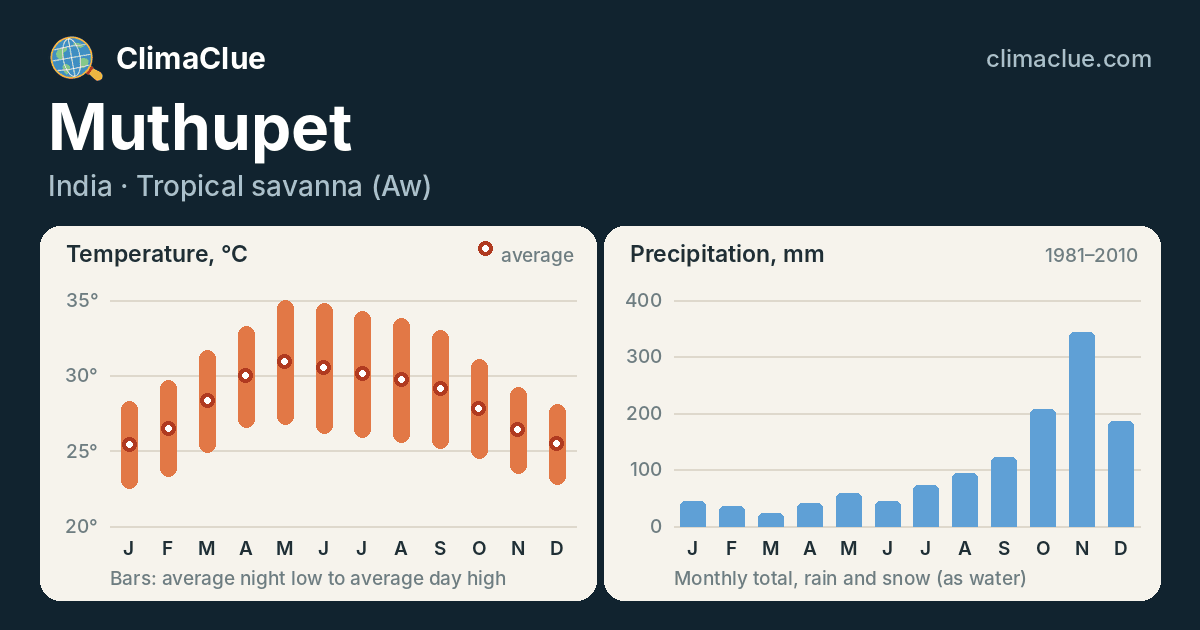 ClimaClue
climaclue.com
Muthupet
India · Tropical savanna (Aw)
Temperature, °C
average
35°
30°
25°
20°
J F M A M J J A S O N D
Bars: average night low to average day high
Precipitation, mm
1981–2010
400
300
200
100
0
J F M A M J J A S O N D
Monthly total, rain and snow (as water)